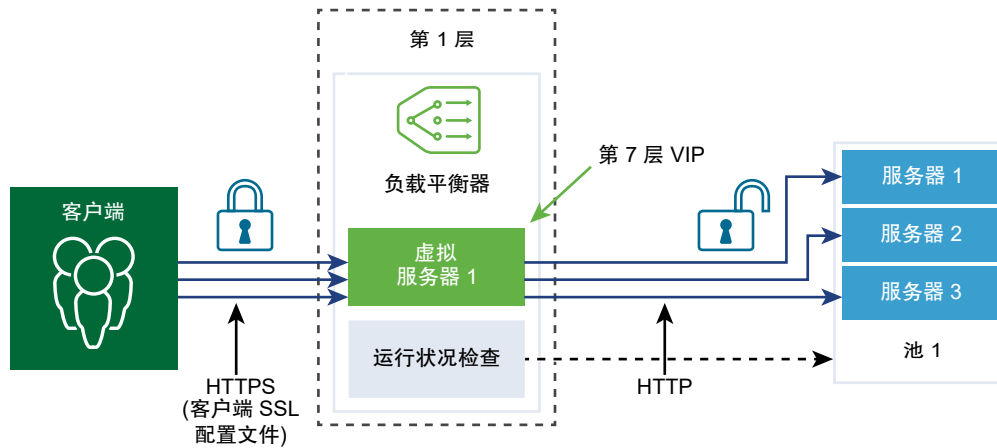 第 1 层
负载平衡器
第 7 层 VIP
客户端
虚拟
服务器 1
服务器 1
服务器 2
服务器 3
池 1
运行状况检查
HTTPS
(客户端 SSL
配置文件)
HTTP